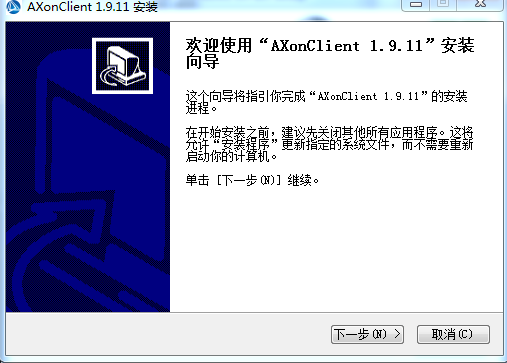 AXonClient 1.9.11 安装
欢迎使用“AXonClient 1.9.11”安装
向导
这个向导将指引你完成“AXonClient 1.9.11”的安装
进程。
在开始安装之前，建议先关闭其他所有应用程序。这将
允许“安装程序”更新指定的系统文件，而不需要重新
启动你的计算机。
单击 [下一步(N)] 继续。
下一步(N) >
取消(C)